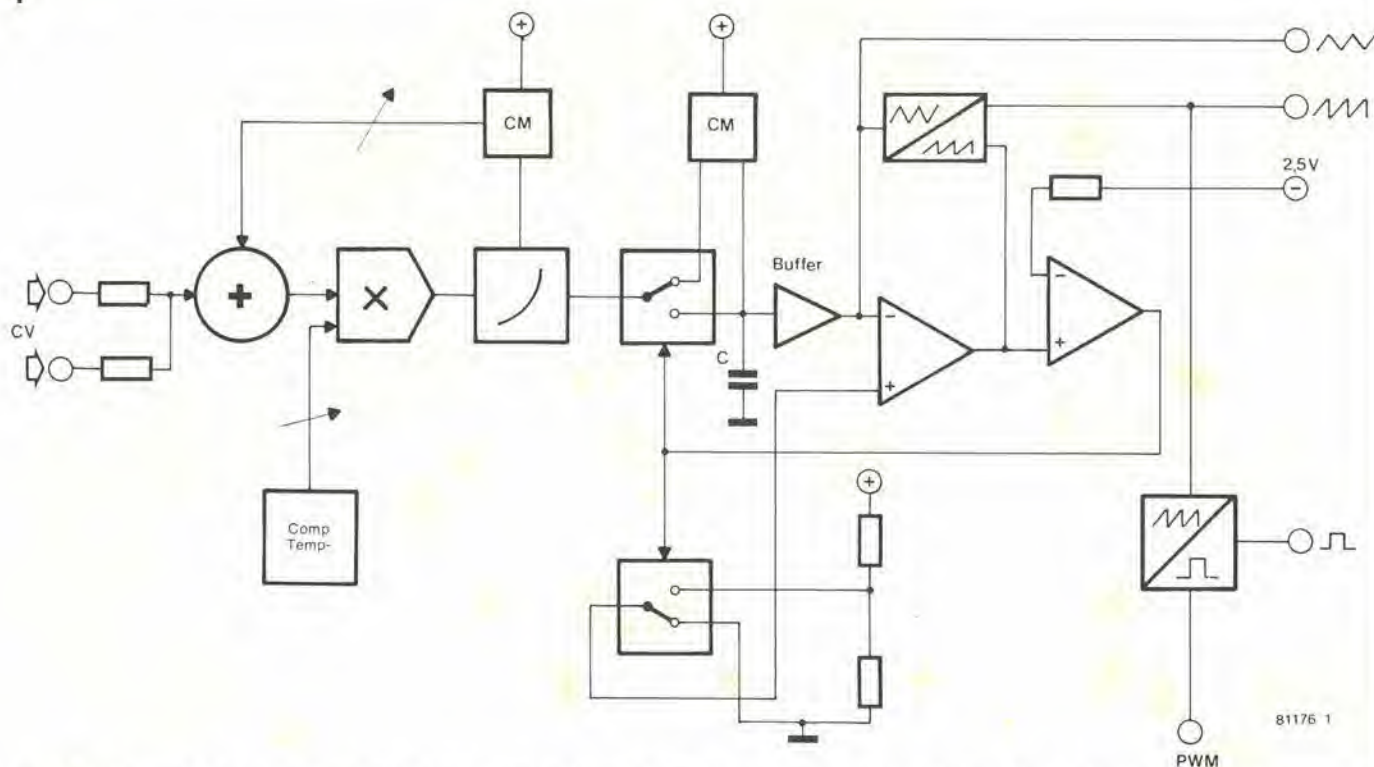 +
+
CM
CM
2,5V
−
CV
+
×
Buffer
−
+
−
+
C
Comp
Temp-
+
81176 1
PWM